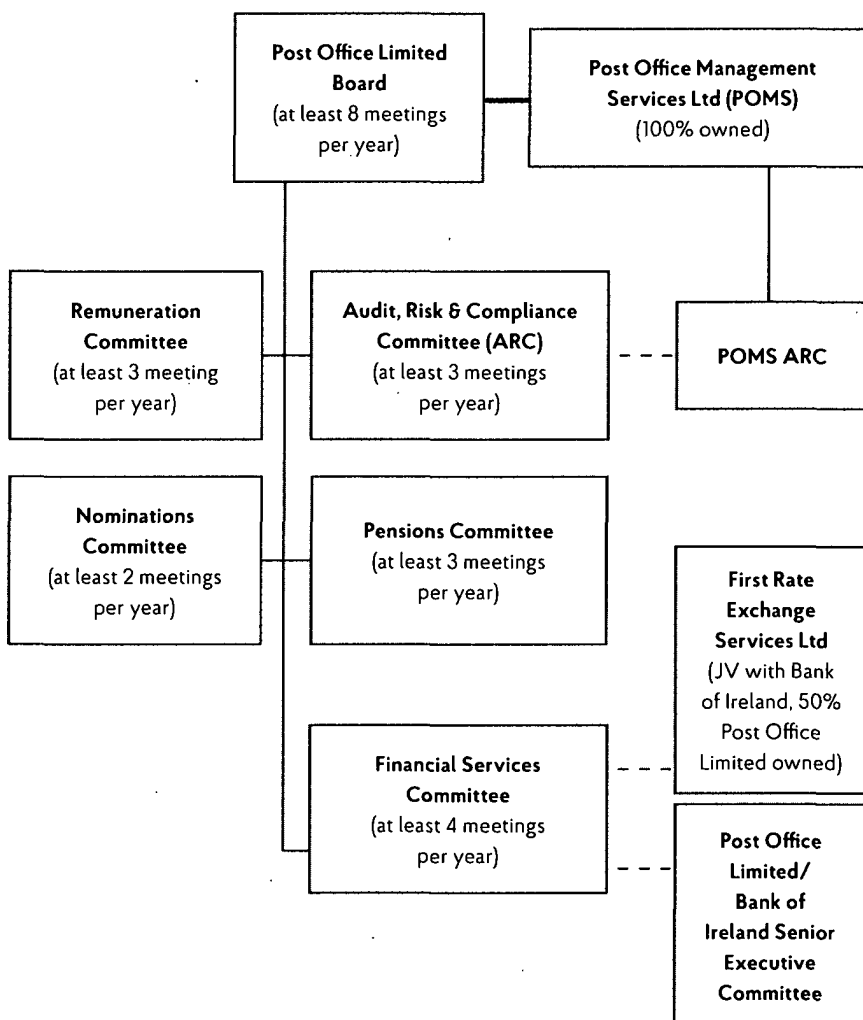 Post Office Limited
Board
(at least 8 meetings
per year)
Post Office Management
Services Ltd (POMS)
(100% owned)
Remuneration
Committee
(at least 3 meeting
per year)
Audit, Risk & Compliance
Committee (ARC)
(at least 3 meetings
per year)
POMS ARC
Nominations
Committee
(at least 2 meetings
per year)
Pensions Committee
(at least 3 meetings
per year)
First Rate
Exchange
Services Ltd
(JV with Bank
of Ireland, 50%
Post Office
Limited owned)
Financial Services
Committee
(at least 4 meetings
per year)
Post Office
Limited/
Bank of
Ireland Senior
Executive
Committee